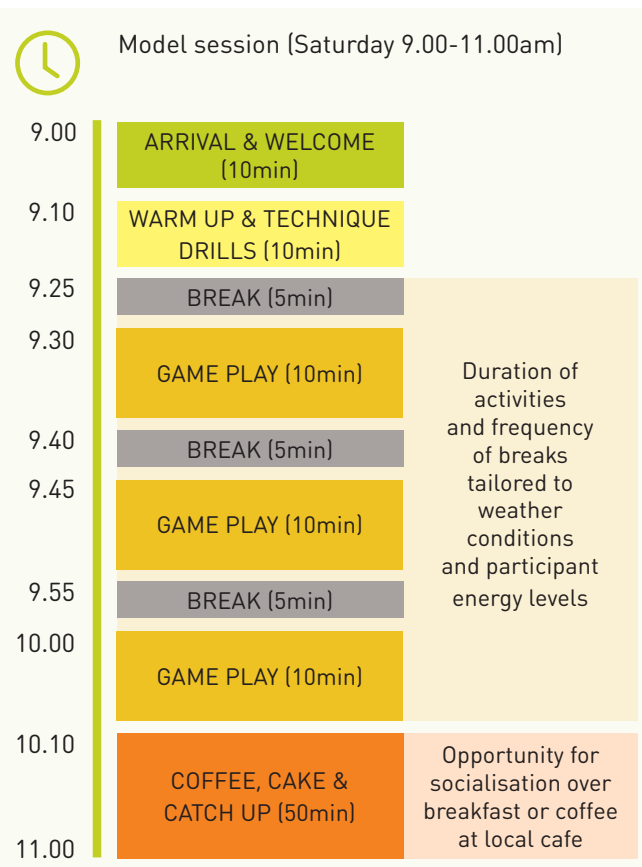 Model session (Saturday 9.00-11.00am)
9.00
ARRIVAL & WELCOME
(10min)
9.10
WARM UP & TECHNIQUE
DRILLS (10min)
9.25
BREAK (5min)
9.30
GAME PLAY (10min)
9.40
BREAK (5min)
9.45
GAME PLAY (10min)
9.55
BREAK (5min)
10.00
GAME PLAY (10min)
Duration of
activities
and frequency
of breaks
tailored to
weather
conditions
and participant
energy levels
10.10
COFFEE, CAKE &
CATCH UP (50min)
Opportunity for
socialisation over
breakfast or coffee
at local cafe
11.00